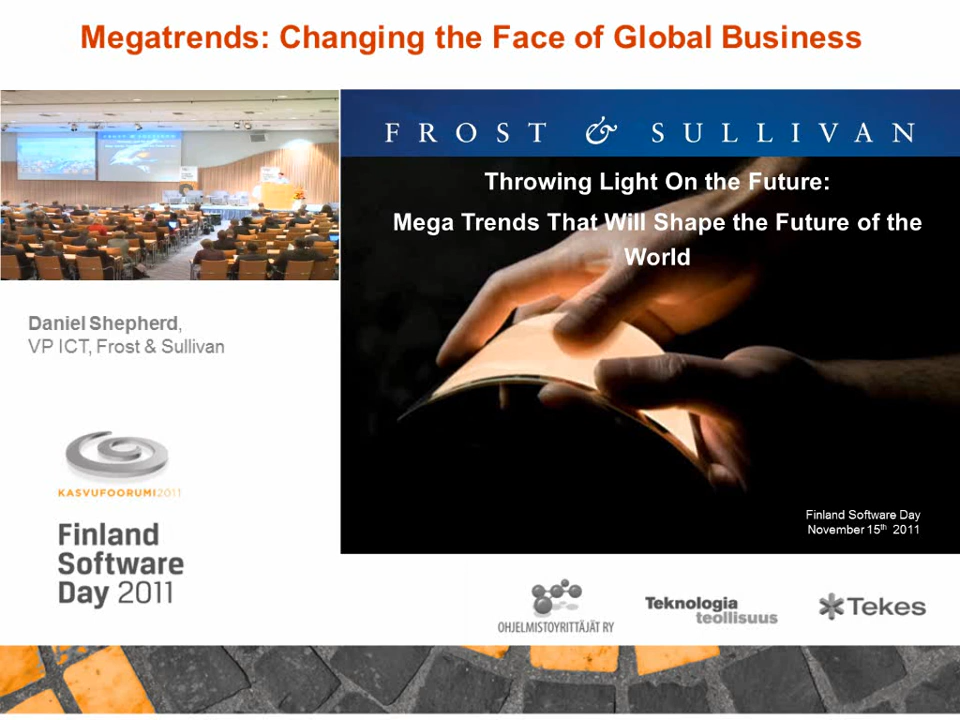 Megatrends: Changing the Face of Global Business
FROST & SULLIVAN
Throwing Light On the Future:
Mega Trends That Will Shape the Future of the
World
Daniel Shepherd,
VP ICT, Frost & Sullivan
KASVUFOORUMI2011
Finland
Software
Day 2011
Finland Software Day
November 15th 2011
OHJELMISTOYRITTÄJÄT RY
Teknologia
teollisuus
Tekes